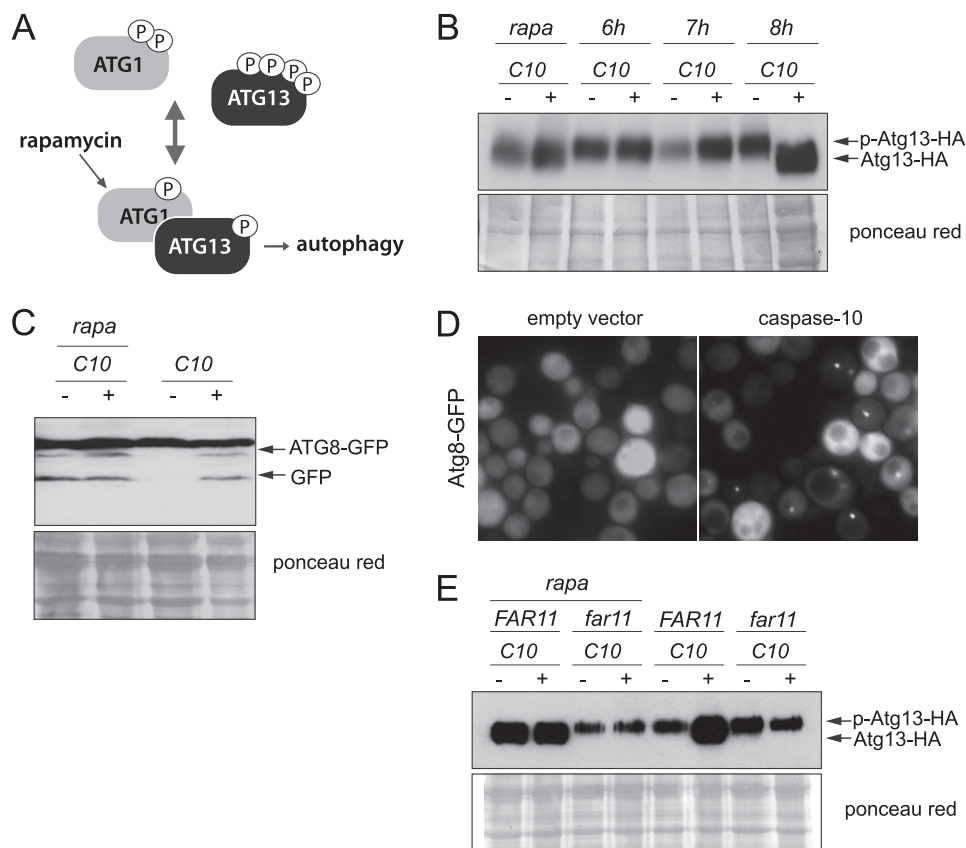 A
P
P
ATG1
P
P
P
P
ATG13
rapamycin
P
ATG1
P
ATG13
autophagy
B
rapa 6h 7h 8h
C10 C10 C10 C10
- + - + - + - +
p-Atg13-HA
Atg13-HA
ponceau red
C
rapa
C10 C10
- + - +
ATG8-GFP
GFP
ponceau red
D
empty vector caspase-10
Atg8-GFP
E
rapa
FAR11 far11 FAR11 far11
C10 C10 C10 C10
- + - + - + - +
p-Atg13-HA
Atg13-HA
ponceau red